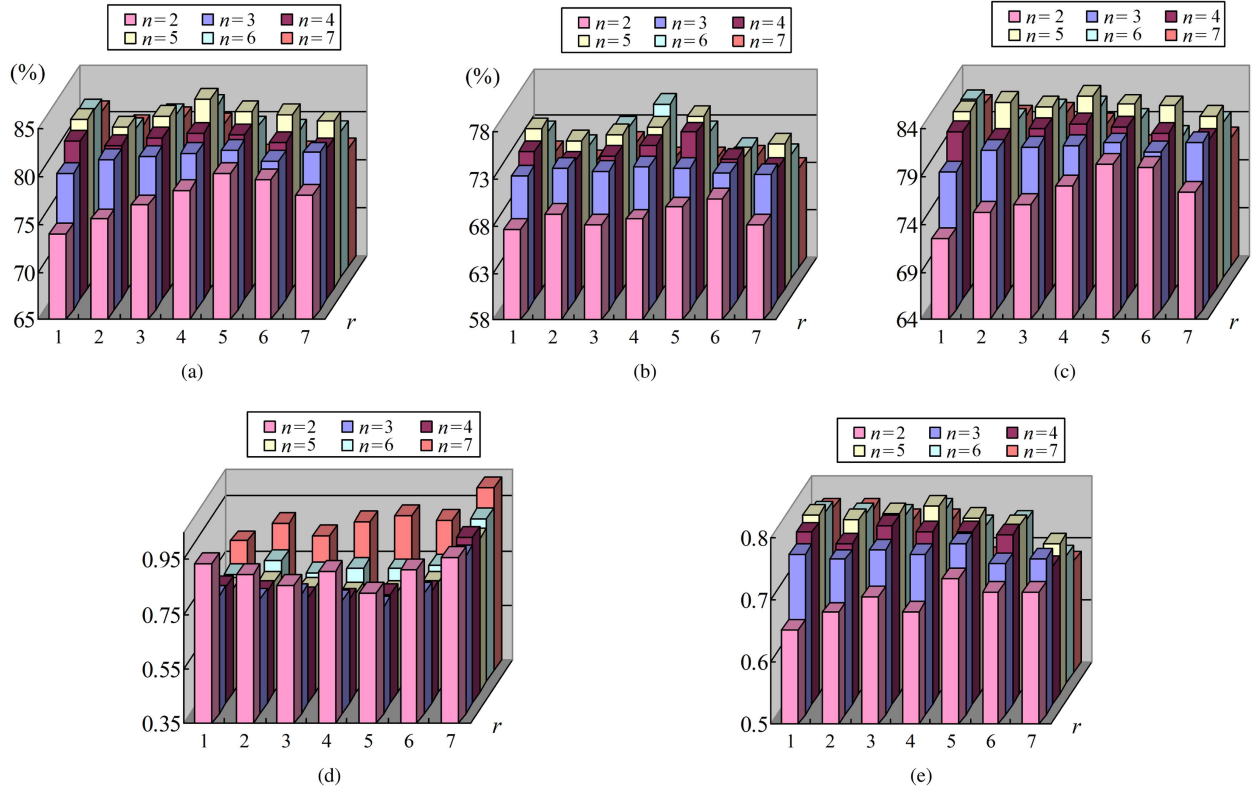 n=2 n=3 n=4
n=5 n=6 n=7
(%)
85
80
75
70
65
1 2 3 4 5 6 7
r
(a)
n=2 n=3 n=4
n=5 n=6 n=7
(%)
78
73
68
63
58
1 2 3 4 5 6 7
r
(b)
n=2 n=3 n=4
n=5 n=6 n=7
(%)
84
79
74
69
64
1 2 3 4 5 6 7
r
(c)
n=2 n=3 n=4
n=5 n=6 n=7
0.95
0.75
0.55
0.35
1 2 3 4 5 6 7
r
(d)
n=2 n=3 n=4
n=5 n=6 n=7
0.8
0.7
0.6
0.5
1 2 3 4 5 6 7
r
(e)